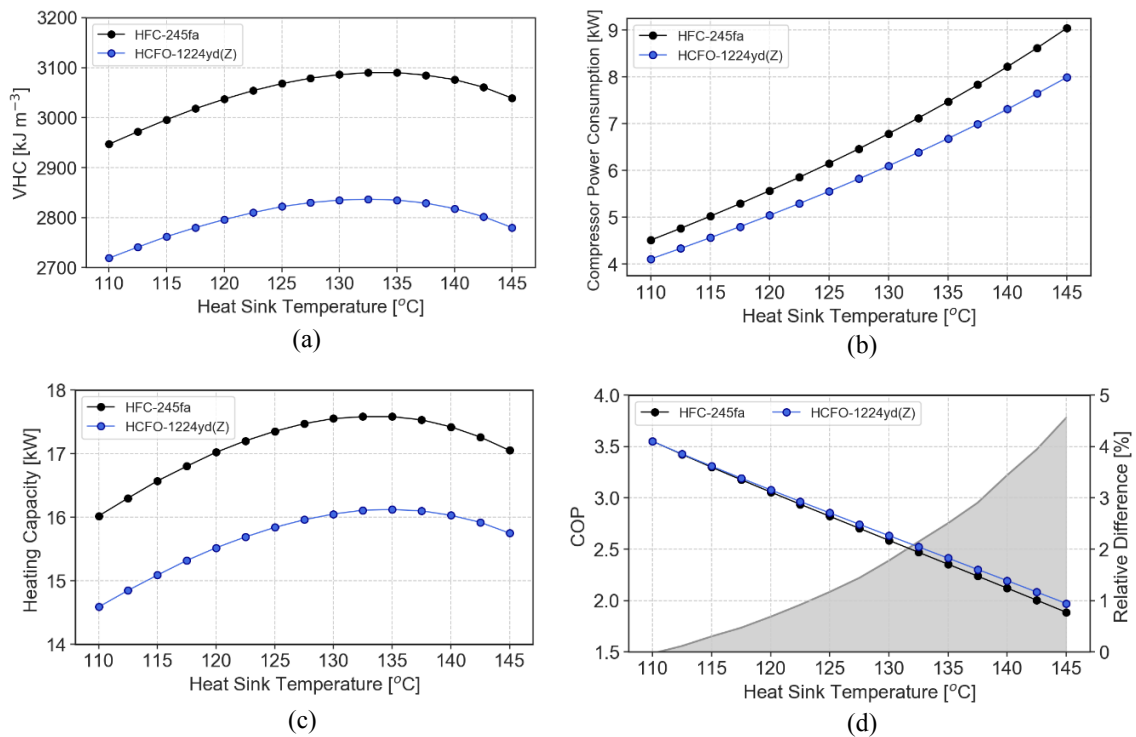 3200
3100
3000
2900
2800
2700
VHC [kJ m⁻³]
HFC-245fa
HCFO-1224yd(Z)
110 115 120 125 130 135 140 145
Heat Sink Temperature [°C]
(a)
9
8
7
6
5
4
Compressor Power Consumption [kW]
HFC-245fa
HCFO-1224yd(Z)
110 115 120 125 130 135 140 145
Heat Sink Temperature [°C]
(b)
18
17
16
15
14
Heating Capacity [kW]
HFC-245fa
HCFO-1224yd(Z)
110 115 120 125 130 135 140 145
Heat Sink Temperature [°C]
(c)
4.0
3.5
3.0
2.5
2.0
1.5
COP
HFC-245fa HCFO-1224yd(Z)
5
4
3
2
1
0
Relative Difference [%]
110 115 120 125 130 135 140 145
Heat Sink Temperature [°C]
(d)